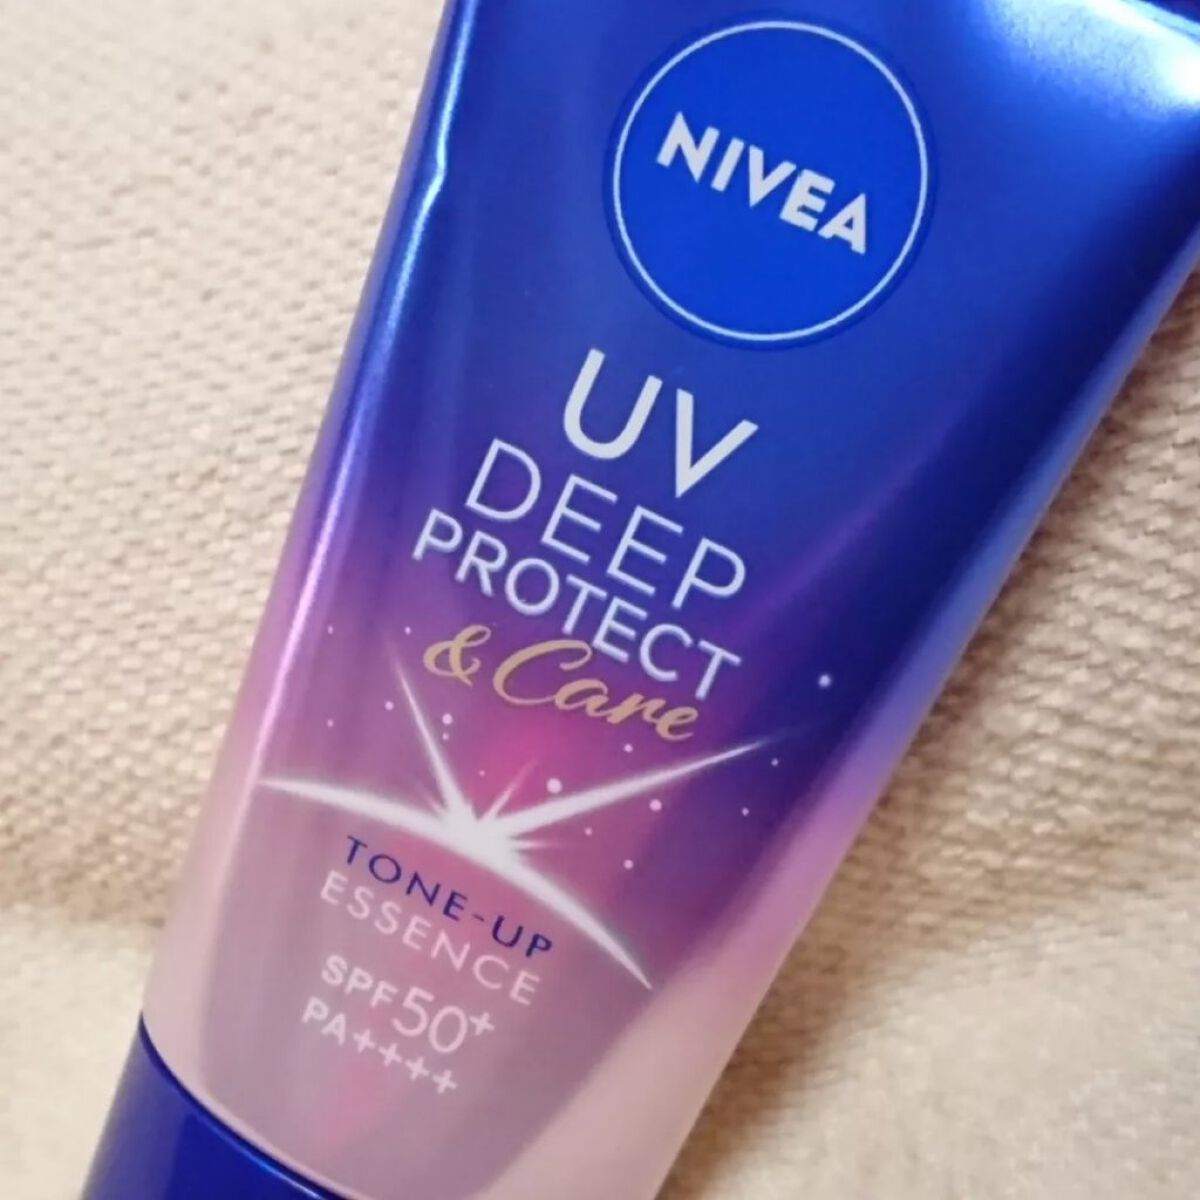 NIVEA
UV
DEEP
PROTECT
& Care
TONE-UP
ESSENCE
SPF50+
PA++++